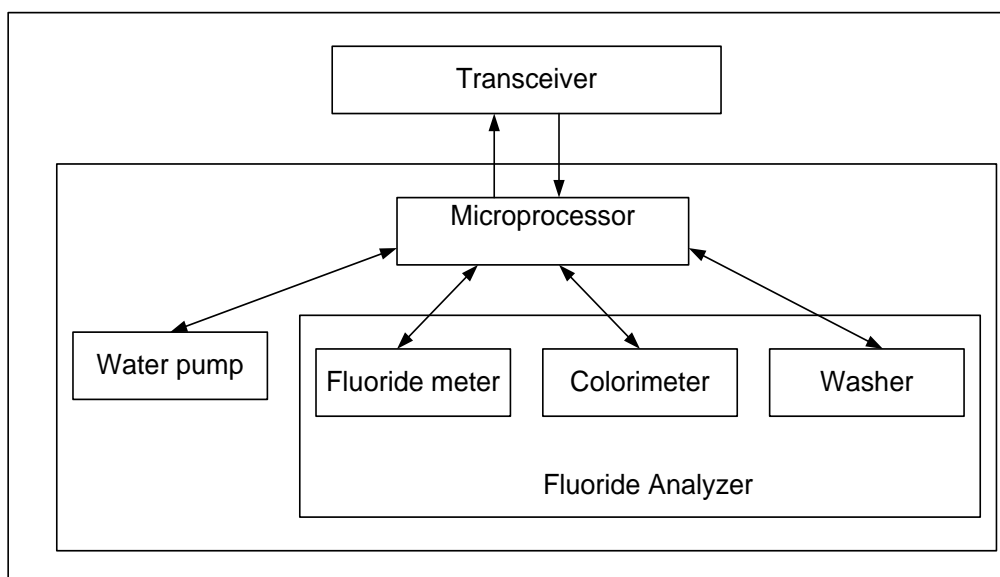 Transceiver
Microprocessor
Water pump
Fluoride meter
Colorimeter
Washer
Fluoride Analyzer